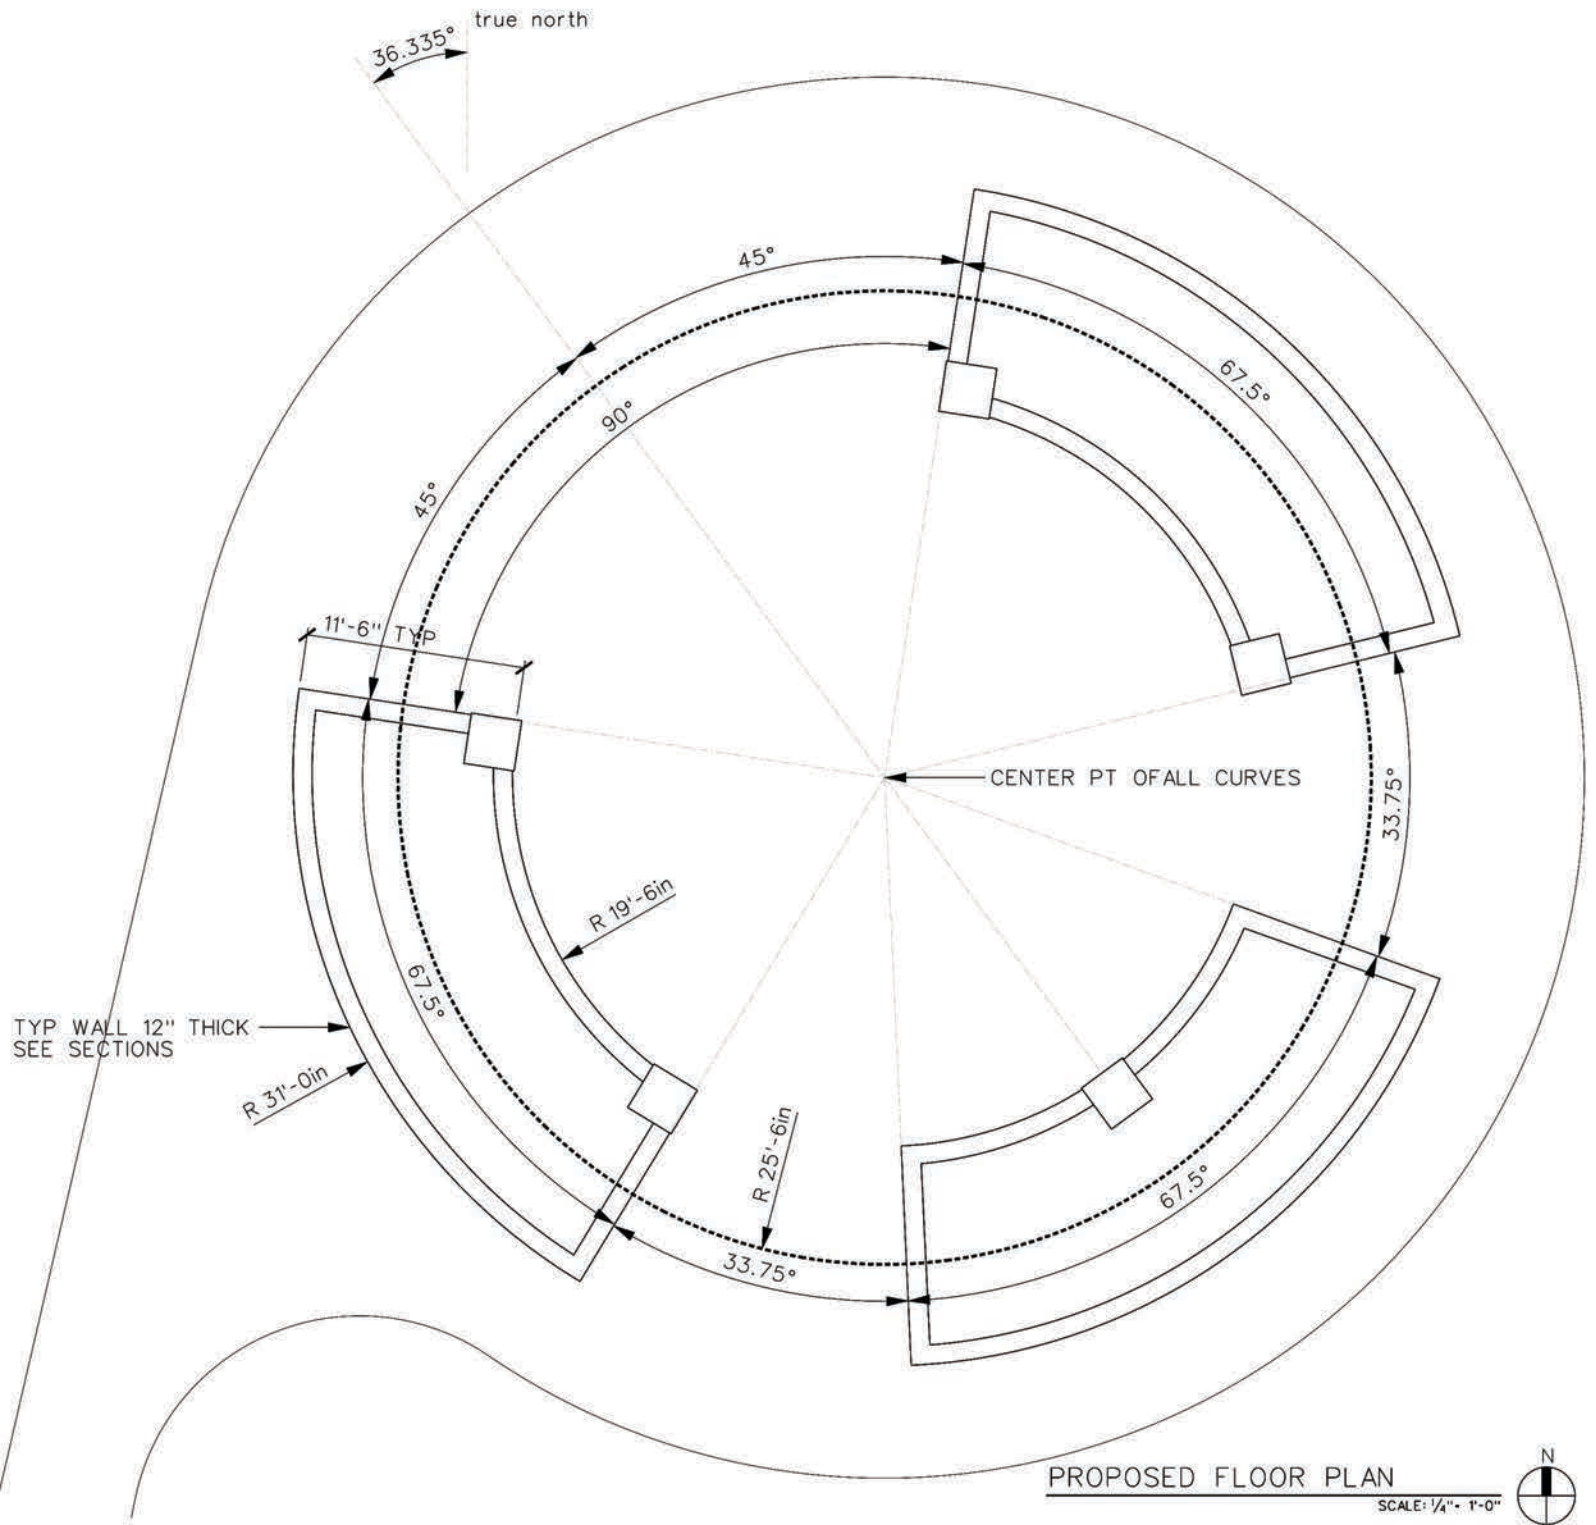 true north
36.335°
45°
67.5°
90°
45°
11'-6" TYP
CENTER PT OFALL CURVES
33.75°
R 19'-6in
67.5°
TYP WALL 12" THICK
SEE SECTIONS
R 31'-0in
R 25'-6in
67.5°
33.75°
N
PROPOSED FLOOR PLAN
SCALE: 1/4"= 1'-0"